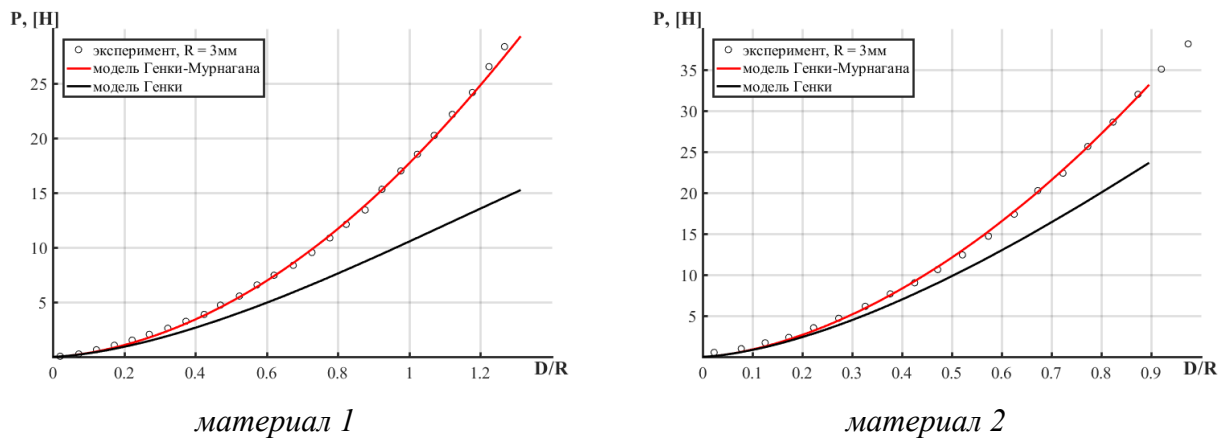 P, [Н]
эксперимент, R = 3мм
модель Генки-Мурнагана
модель Генки
25
20
15
10
5
0
0.2
0.4
0.6
0.8
1
1.2
D/R
материал 1
P, [Н]
эксперимент, R = 3мм
модель Генки-Мурнагана
модель Генки
35
30
25
20
15
10
5
0
0.1
0.2
0.3
0.4
0.5
0.6
0.7
0.8
0.9
D/R
материал 2